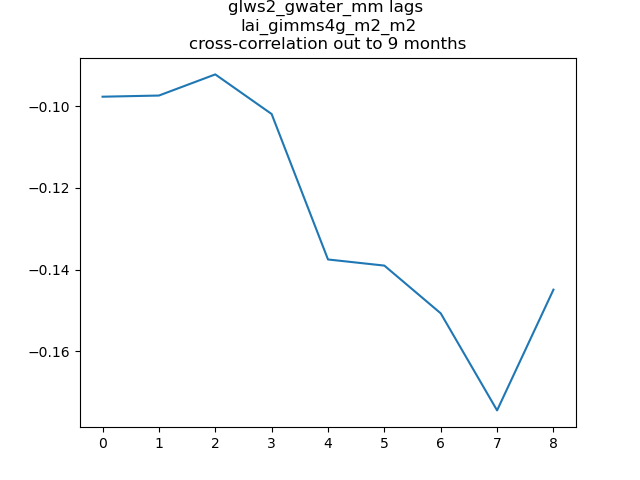 glws2_gwater_mm lags
lai_gimms4g_m2_m2
cross-correlation out to 9 months
−0.10
−0.12
−0.14
−0.16
0 1 2 3 4 5 6 7 8